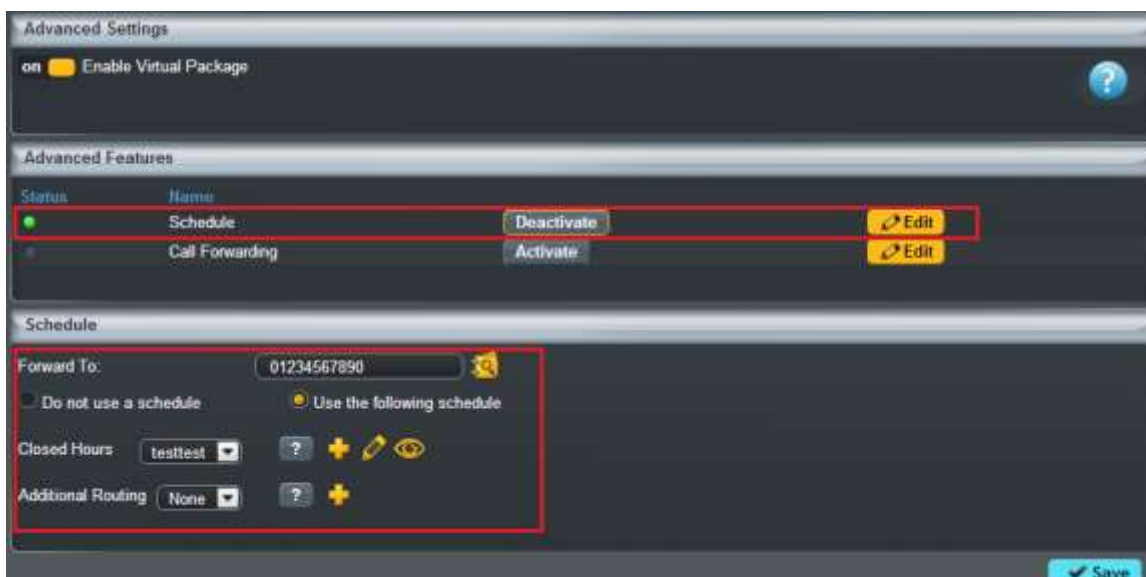 Advanced Settings
on Enable Virtual Package
?
Advanced Features
Status Name
Schedule Deactivate Edit
Call Forwarding Activate Edit
Schedule
Forward To: 01234567890
Do not use a schedule Use the following schedule
Closed Hours testtest ?
Additional Routing None ?
Save